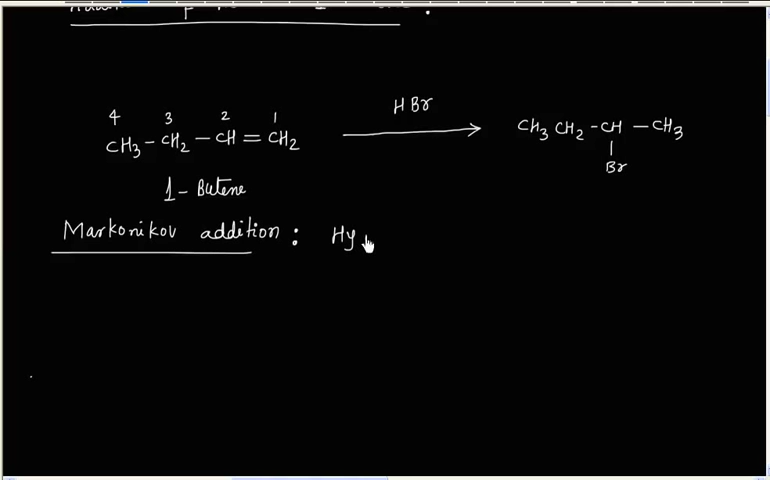 4 3 2 1
CH3 – CH2 – CH = CH2 HBr CH3 CH2 – CH – CH3
Br
1 – Butene
Markonikov addition : Hy